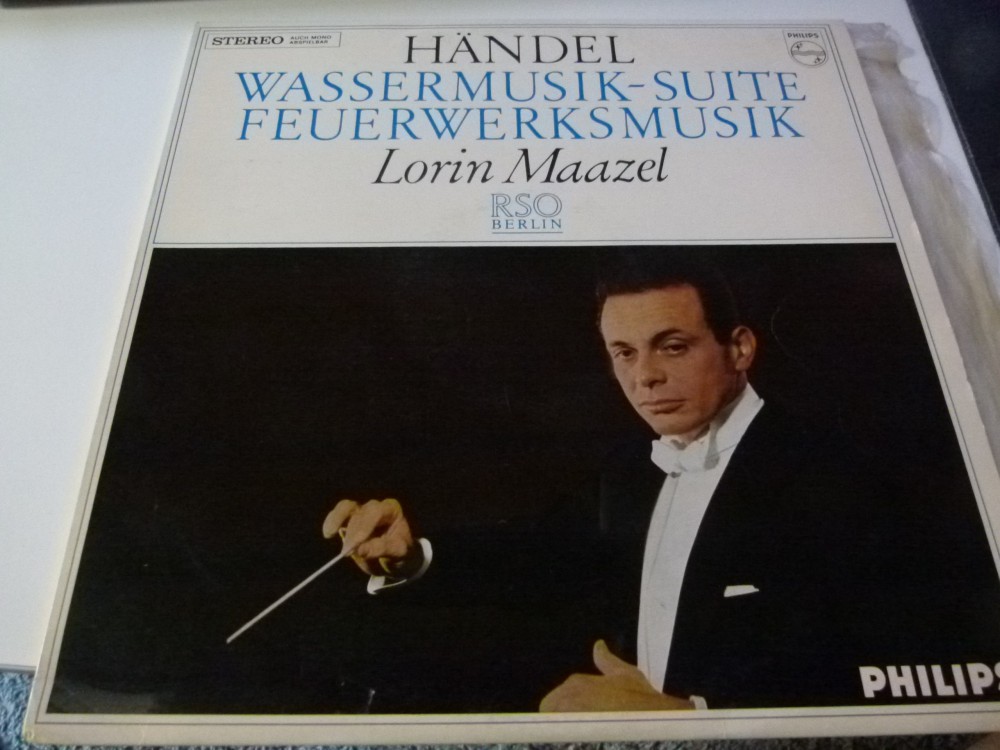 STEREO
AUCH MONO
ABSPIELBAR
HÄNDEL
PHILIPS
WASSERMUSIK-SUITE
FEUERWERKSMUSIK
Lorin Maazel
RSO
BERLIN
PHILIPS